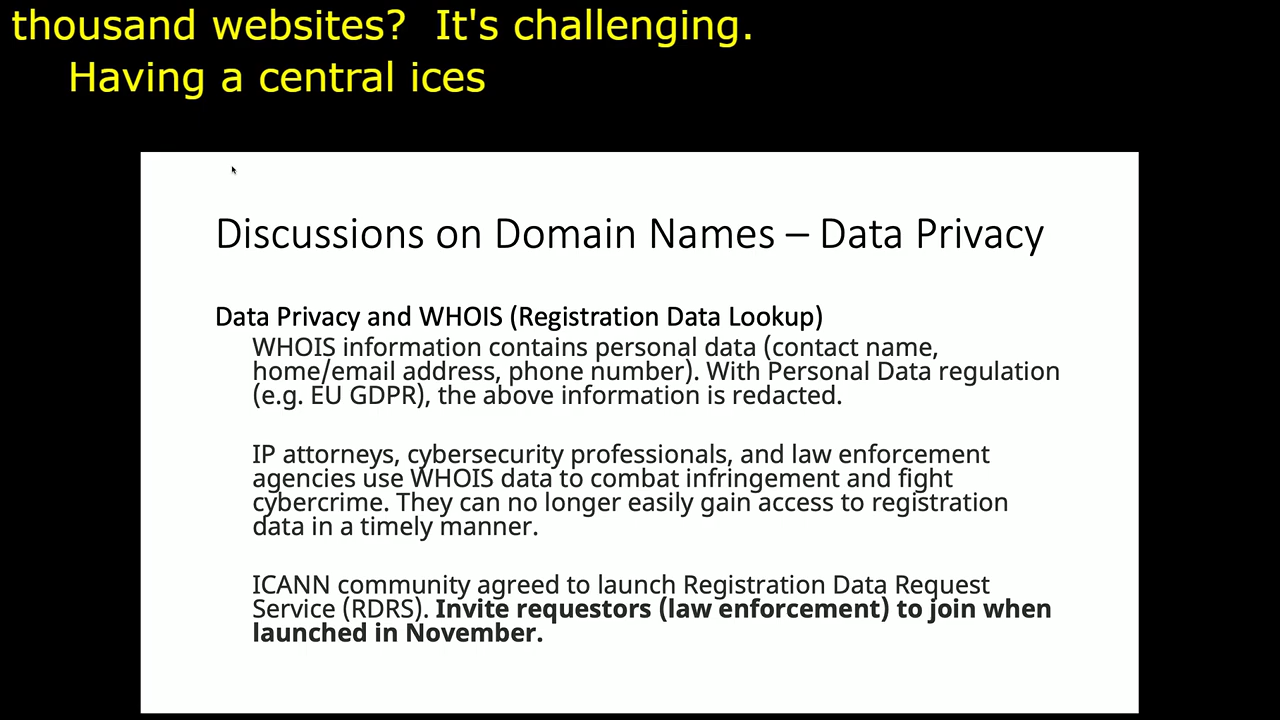 thousand websites?  It's challenging.
Having a central ices
Discussions on Domain Names – Data Privacy
Data Privacy and WHOIS (Registration Data Lookup)
WHOIS information contains personal data (contact name,
home/email address, phone number). With Personal Data regulation
(e.g. EU GDPR), the above information is redacted.
IP attorneys, cybersecurity professionals, and law enforcement
agencies use WHOIS data to combat infringement and fight
cybercrime. They can no longer easily gain access to registration
data in a timely manner.
ICANN community agreed to launch Registration Data Request
Service (RDRS). Invite requestors (law enforcement) to join when
launched in November.